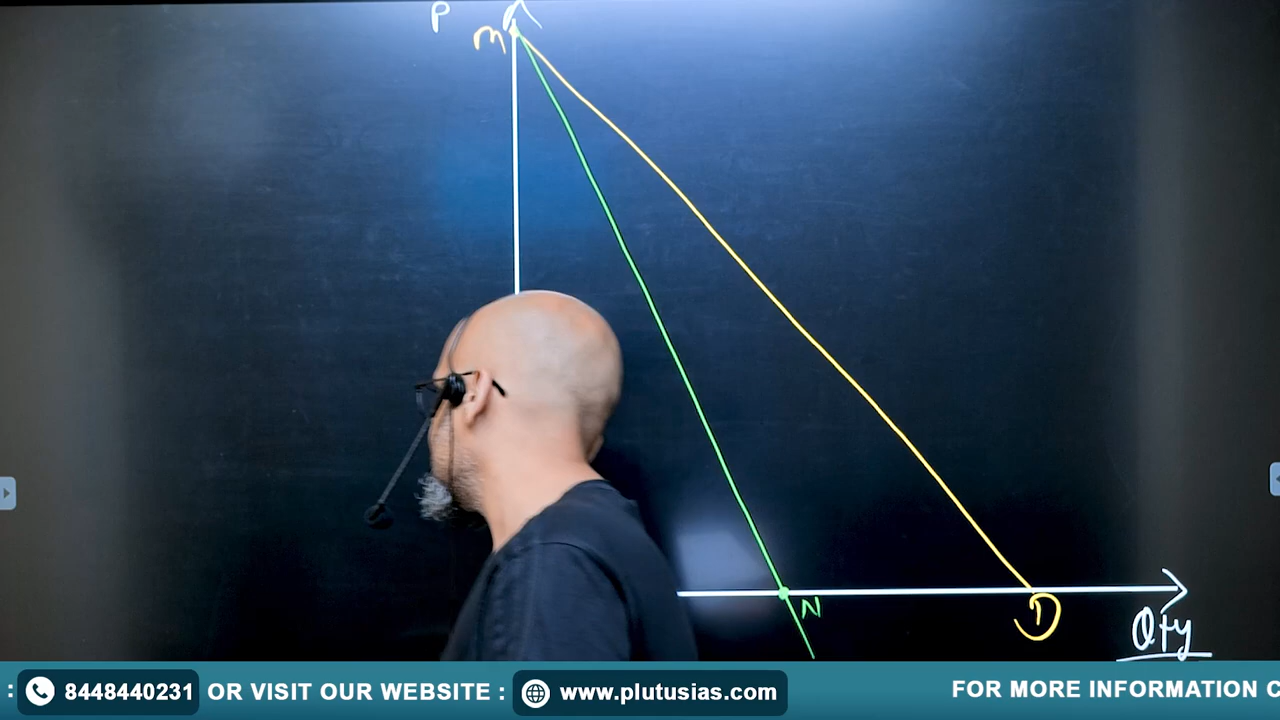 P
M
N
D
Qty
: 8448440231 OR VISIT OUR WEBSITE : www.plutusias.com FOR MORE INFORMATION C